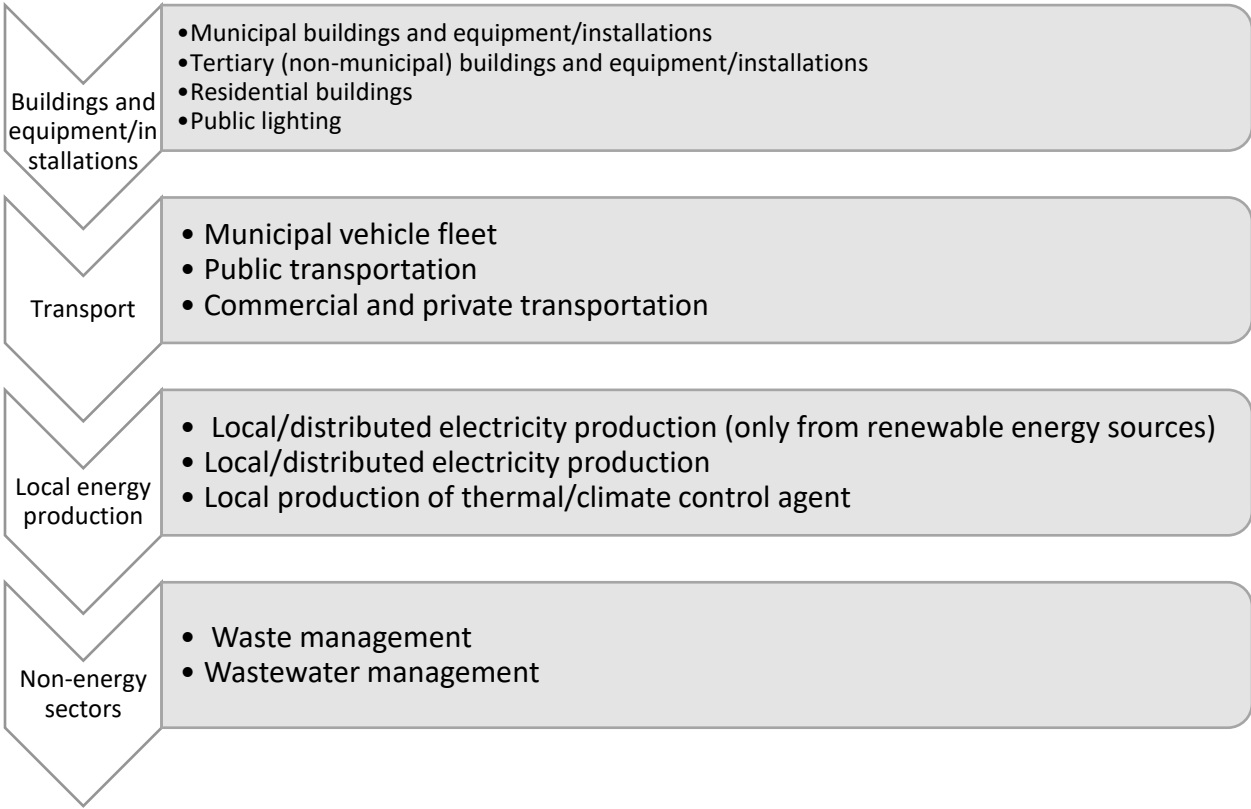 Buildings and
equipment/in
stallations
•Municipal buildings and equipment/installations
•Tertiary (non-municipal) buildings and equipment/installations
•Residential buildings
•Public lighting
Transport
• Municipal vehicle fleet
• Public transportation
• Commercial and private transportation
Local energy
production
• Local/distributed electricity production (only from renewable energy sources)
• Local/distributed electricity production
• Local production of thermal/climate control agent
Non-energy
sectors
• Waste management
• Wastewater management